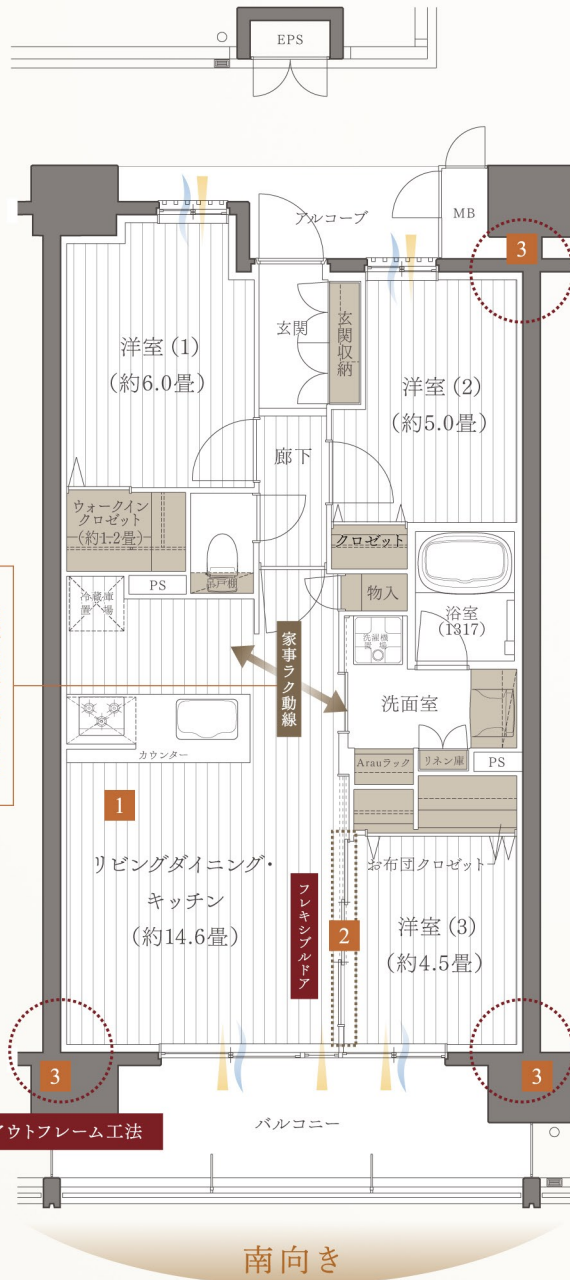 EPS
アルコーブ
MB
3
洋室(1)
(約6.0畳)
玄関
玄関収納
洋室(2)
(約5.0畳)
廊下
ウォークイン
クロゼット
(約1.2畳)
吊戸棚
クロゼット
冷蔵庫
置場
PS
物入
浴室
(1317)
洗濯機
置場
家事ラク動線
洗面室
カウンター
Arauラック
リネン庫
PS
1
リビングダイニング・
キッチン
(約14.6畳)
フレキシブルドア
2
お布団クロゼット
洋室(3)
(約4.5畳)
3
3
アウトフレーム工法
バルコニー
南向き